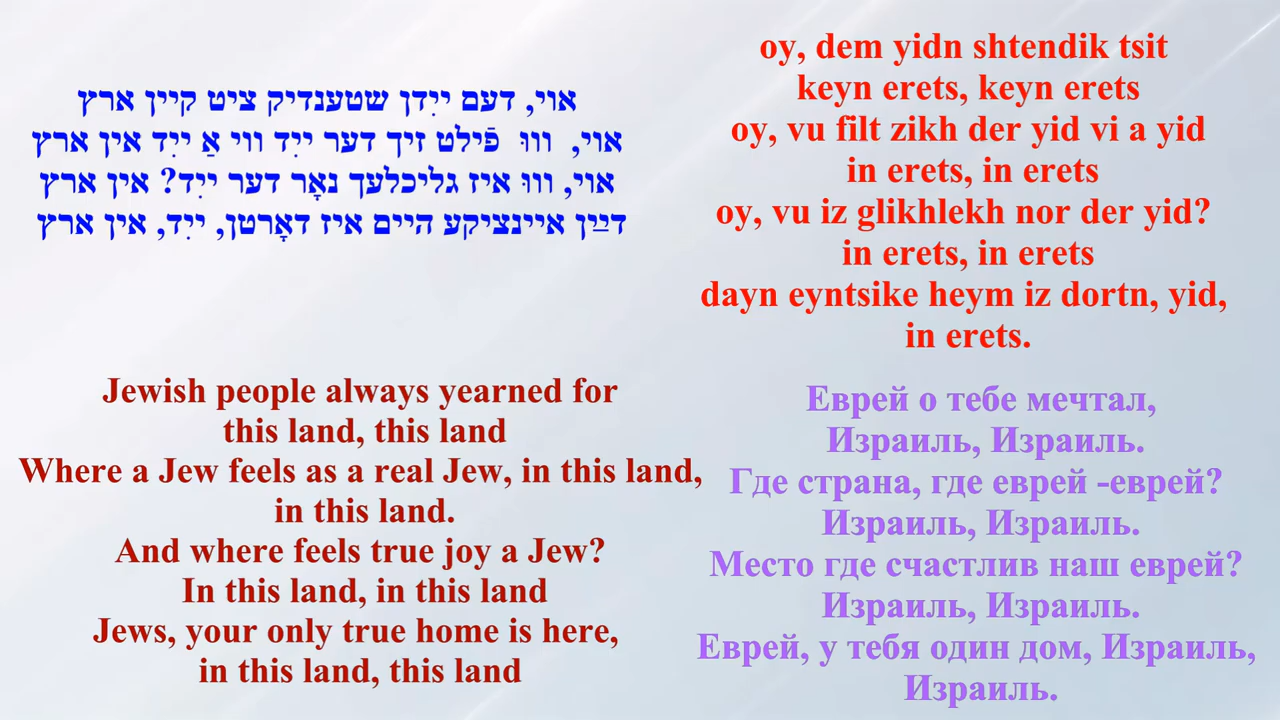 אוי, דעם ייִדן שטענדיק ציט קיין ארץ
אוי, וווּ פֿילט זיך דער ייִד ווי אַ ייִד אין ארץ
אוי, וווּ איז גליכלעך נאָר דער ייִד? אין ארץ
דײַן איינציקע היים איז דאָרטן, ייִד, אין ארץ
oy, dem yidn shtendik tsit
keyn erets, keyn erets
oy, vu filt zikh der yid vi a yid
in erets, in erets
oy, vu iz glikhlekh nor der yid?
in erets, in erets
dayn eyntsike heym iz dortn, yid,
in erets.
Jewish people always yearned for
this land, this land
Where a Jew feels as a real Jew, in this land,
in this land.
And where feels true joy a Jew?
In this land, in this land
Jews, your only true home is here,
in this land, this land
Еврей о тебе мечтал,
Израиль, Израиль.
Где страна, где еврей -еврей?
Израиль, Израиль.
Место где счастлив наш еврей?
Израиль, Израиль.
Еврей, у тебя один дом, Израиль,
Израиль.